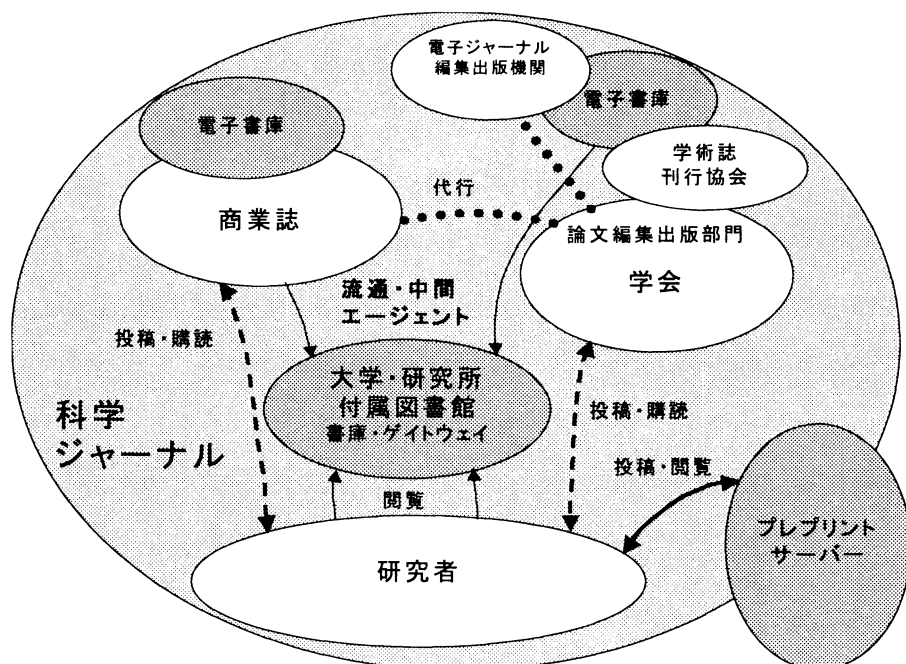 電子ジャーナル
編集出版機関
電子書庫
電子書庫
学術誌
刊行協会
代行
商業誌
論文編集出版部門
学会
流通・中間
エージェント
投稿・購読
大学・研究所
付属図書館
書庫・ゲイトウェイ
科学
ジャーナル
投稿・購読
投稿・閲覧
閲覧
プレプリント
サーバー
研究者